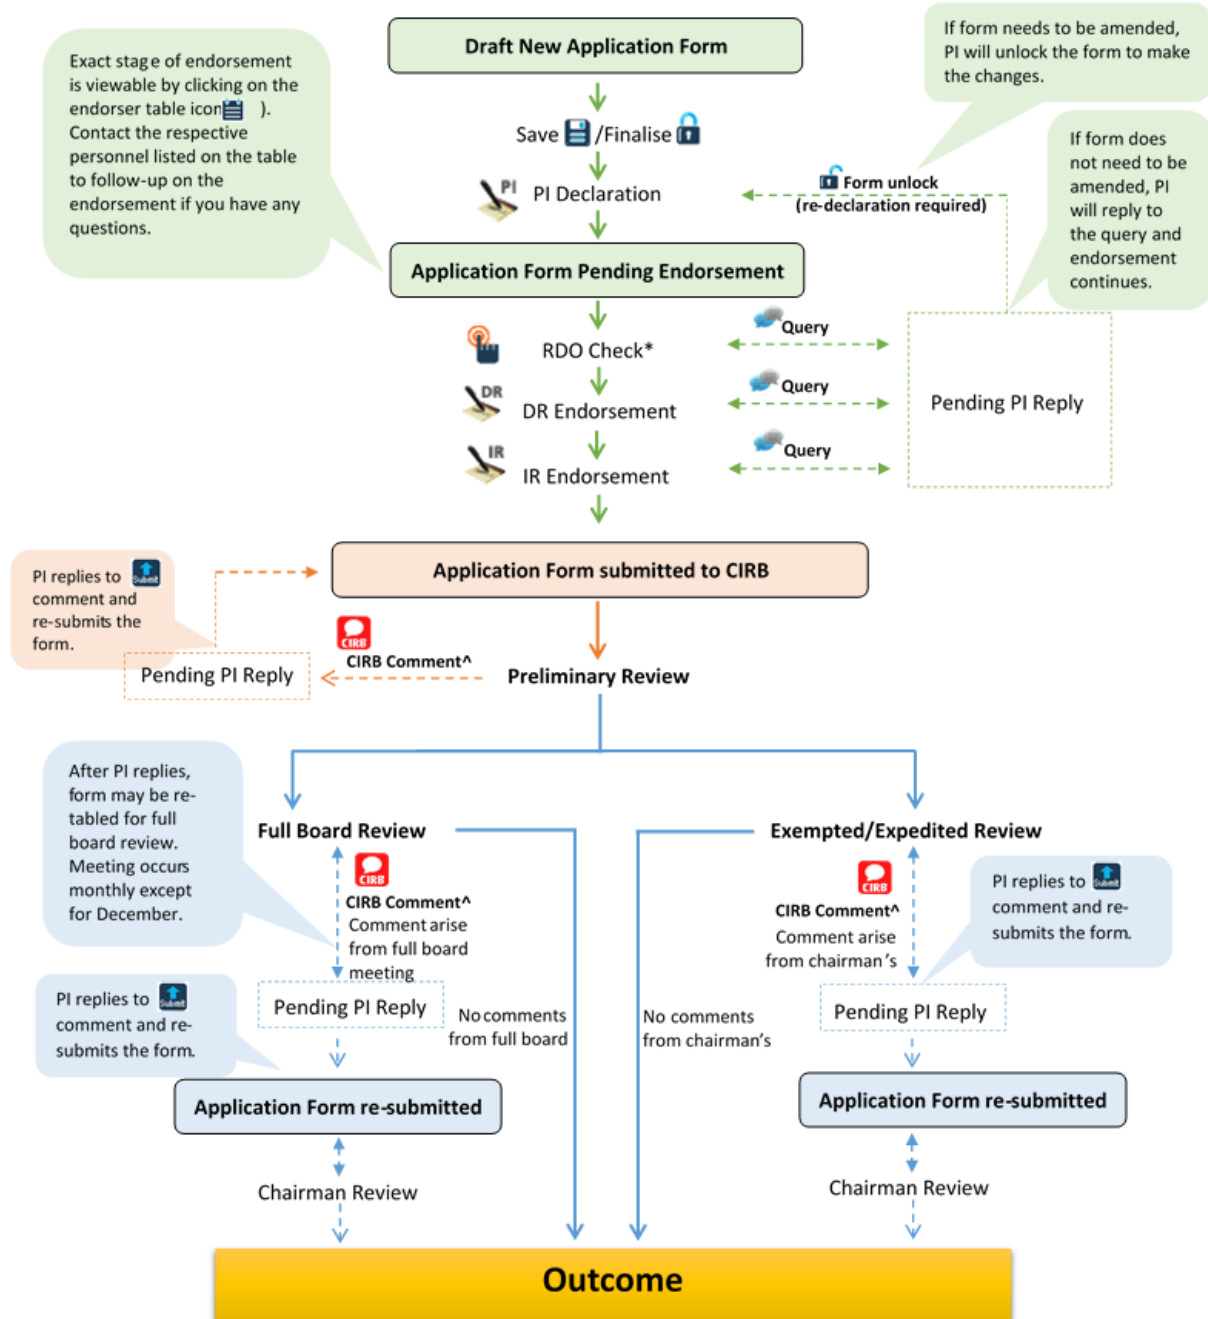 Draft New Application Form
If form needs to be amended,
PI will unlock the form to make
the changes.
Exact stage of endorsement
is viewable by clicking on the
endorser table icon ).
Contact the respective
personnel listed on the table
to follow-up on the
endorsement if you have any
questions.
Save /Finalise
If form does
not need to be
amended, PI
will reply to
the query and
endorsement
continues.
PI
PI Declaration
Form unlock
(re-declaration required)
Application Form Pending Endorsement
RDO Check*
Query
DR
DR Endorsement
Query
Pending PI Reply
IR
IR Endorsement
Query
Application Form submitted to CIRB
PI replies to Submit
comment and
re-submits the
form.
CIRB
CIRB Comment^
Pending PI Reply
Preliminary Review
After PI replies,
form may be re-
tabled for full
board review.
Meeting occurs
monthly except
for December.
Full Board Review
CIRB
CIRB Comment^
Comment arise
from full board
meeting
Exempted/Expedited Review
CIRB
CIRB Comment^
Comment arise
from chairman's
PI replies to Submit
comment and re-
submits the form.
PI replies to Submit
comment and re-
submits the form.
Pending PI Reply
No comments
from full board
No comments
from chairman's
Pending PI Reply
Application Form re-submitted
Application Form re-submitted
Chairman Review
Chairman Review
Outcome